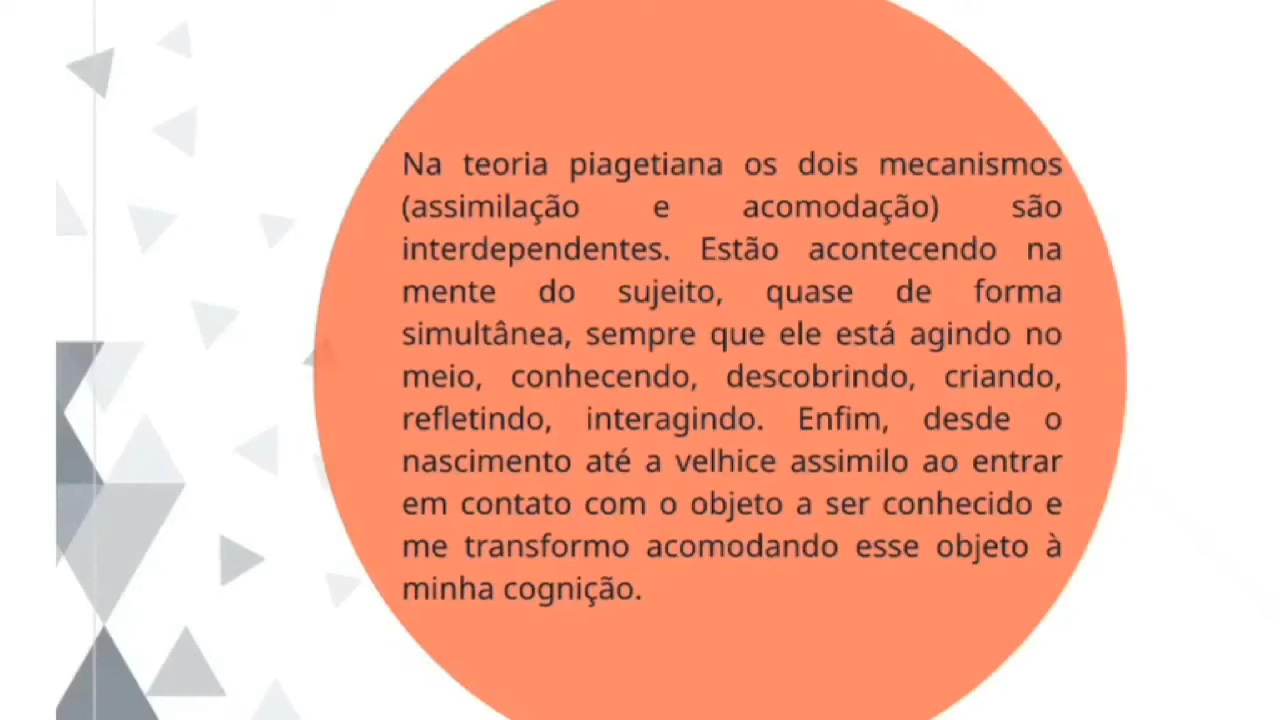 Na teoria piagetiana os dois mecanismos
(assimilação e acomodação) são
interdependentes. Estão acontecendo na
mente do sujeito, quase de forma
simultânea, sempre que ele está agindo no
meio, conhecendo, descobrindo, criando,
refletindo, interagindo. Enfim, desde o
nascimento até a velhice assimilo ao entrar
em contato com o objeto a ser conhecido e
me transformo acomodando esse objeto à
minha cognição.